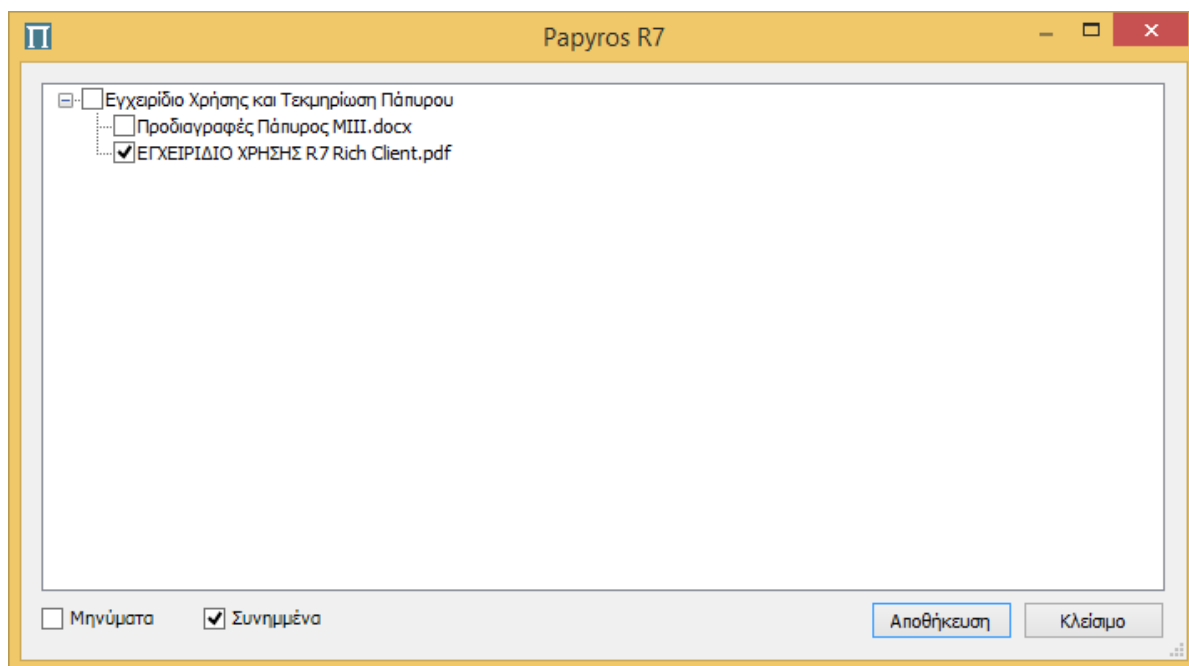 Π Papyros R7
Εγχειρίδιο Χρήσης και Τεκμηρίωση Πάπυρου
Προδιαγραφές Πάπυρος MIII.docx
ΕΓΧΕΙΡΙΔΙΟ ΧΡΗΣΗΣ R7 Rich Client.pdf
Μηνύματα Συνημμένα Αποθήκευση Κλείσιμο